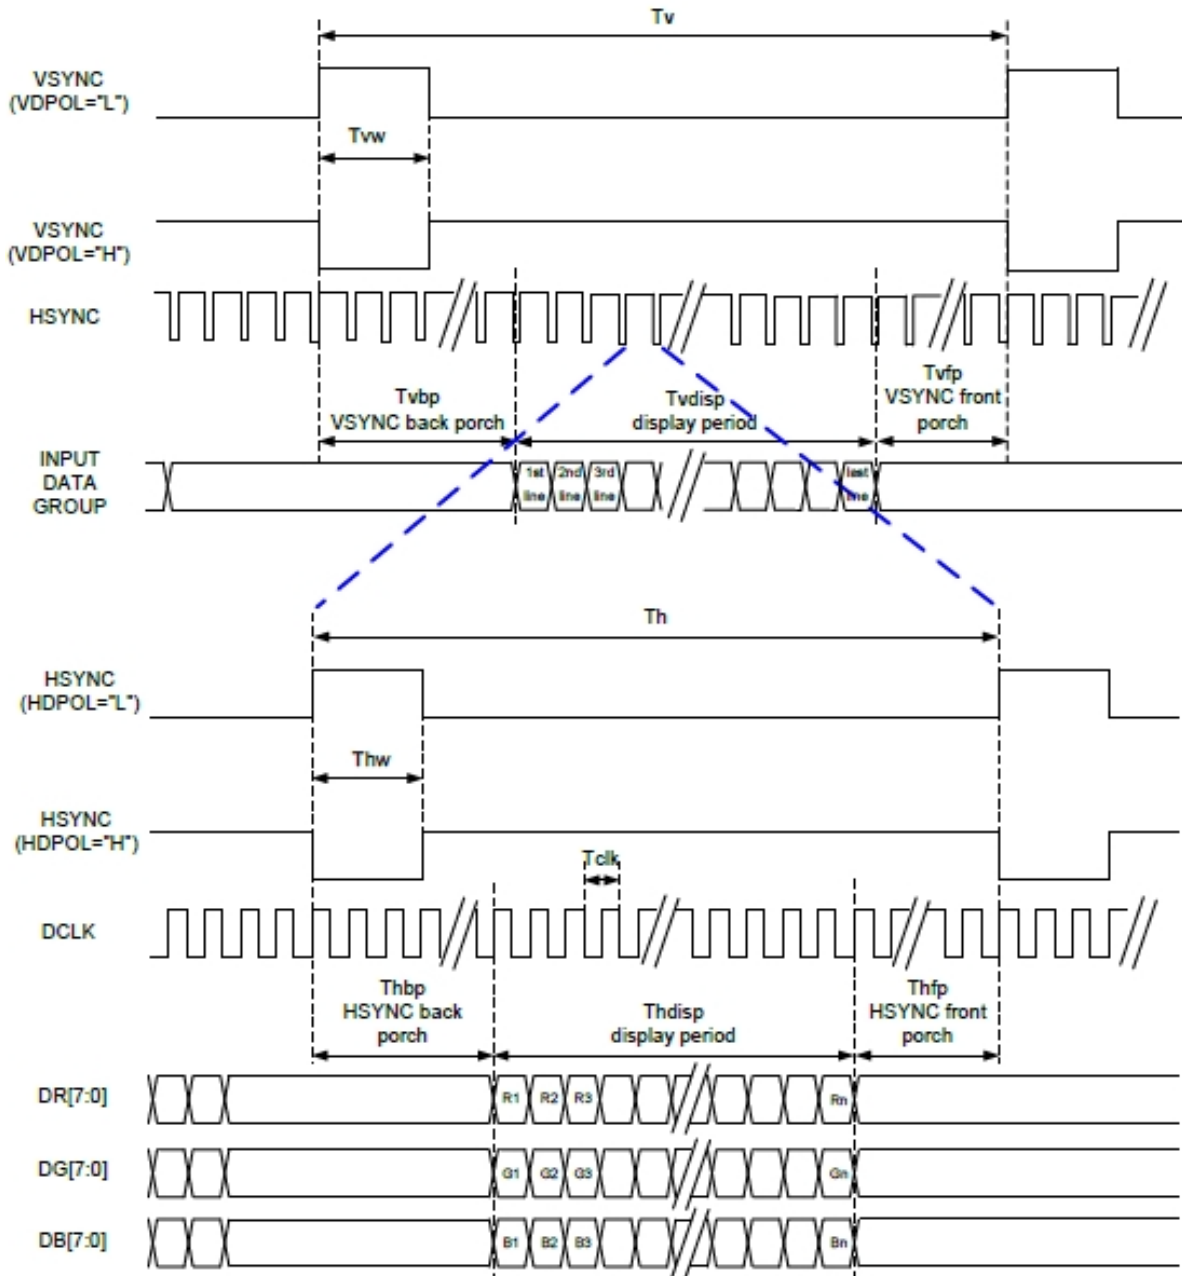 Tv
VSYNC
(VDPOL="L")
Tvw
VSYNC
(VDPOL="H")
HSYNC
Tvbp
VSYNC back porch
Tvdisp
display period
Tvfp
VSYNC front
porch
INPUT
DATA
GROUP
1st
line
2nd
line
3rd
line
last
line
Th
HSYNC
(HDPOL="L")
Thw
HSYNC
(HDPOL="H")
Tclk
DCLK
Thbp
HSYNC back
porch
Thdisp
display period
Thfp
HSYNC front
porch
DR[7:0]
R1 R2 R3 Rn
DG[7:0]
G1 G2 G3 Gn
DB[7:0]
B1 B2 B3 Bn